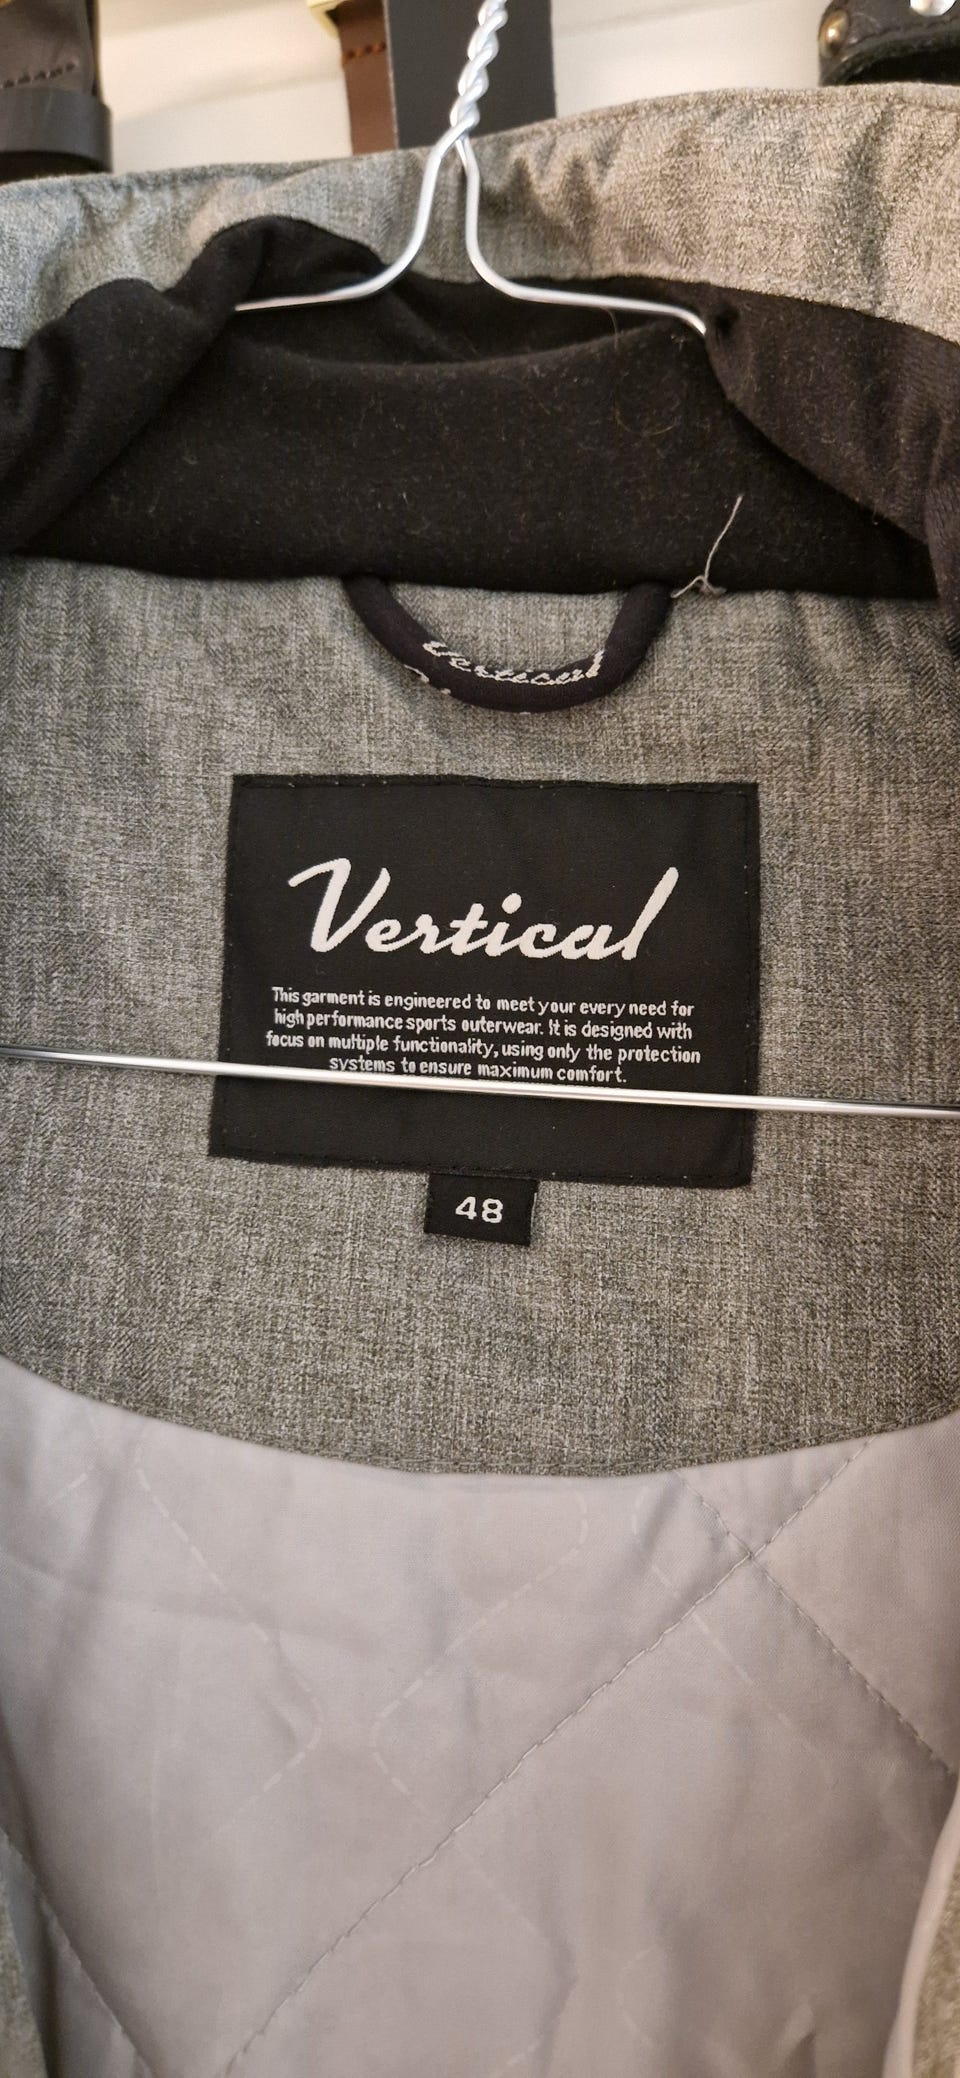 Vertical
Vertical
This garment is engineered to meet your every need for
high performance sports outerwear. It is designed with
focus on multiple functionality, using only the protection
systems to ensure maximum comfort.
48